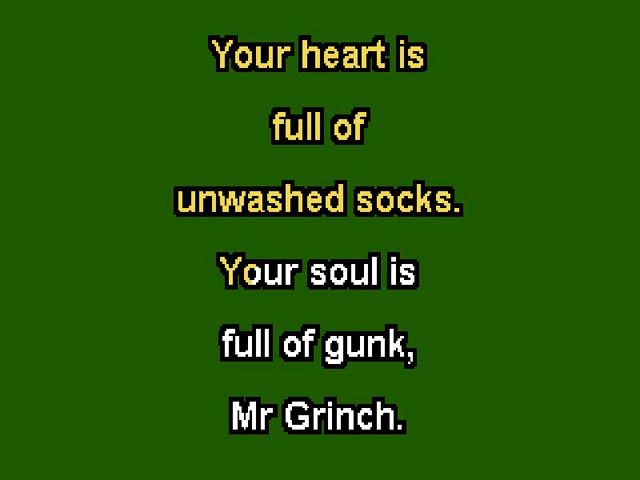 Your heart is
full of
unwashed socks.
Your soul is
full of gunk,
Mr Grinch.